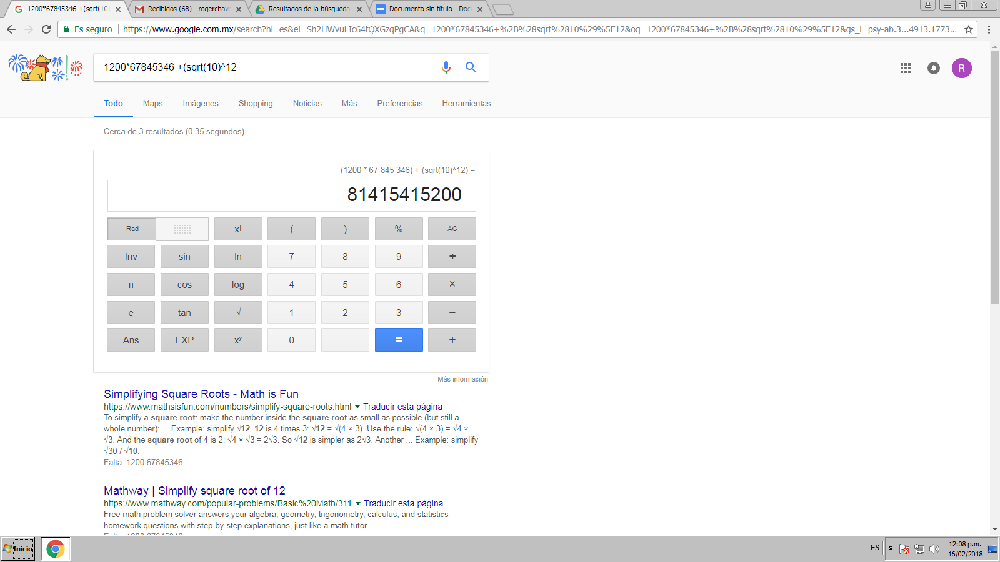 1200*67845346 +(sqrt(10)
Recibidos (68) - rogerchave
Resultados de la búsqueda
Documento sin título - Doc
Es seguro
https://www.google.com.mx/search?hl=es&ei=Sh2HWvuLIc64tQXGzqPgCA&q=1200*67845346+%2B%28sqrt%2810%29%5E12&oq=1200*67845346+%2B%28sqrt%2810%29%5E12&gs_l=psy-ab.3...4913.1773...
1200*67845346 +(sqrt(10)^12
R
Todo Maps Imágenes Shopping Noticias Más Preferencias Herramientas
Cerca de 3 resultados (0.35 segundos)
(1200 * 67 845 346) + (sqrt(10)^12) =
81415415200
Rad x! ( ) % AC
Inv sin ln 7 8 9 ÷
π cos log 4 5 6 ×
e tan √ 1 2 3 −
Ans EXP xʸ 0 . = +
Más información
Simplifying Square Roots - Math is Fun
https://www.mathsisfun.com/numbers/simplify-square-roots.html Traducir esta página
To simplify a square root: make the number inside the square root as small as possible (but still a
whole number): ... Example: simplify √12. 12 is 4 times 3: √12 = √(4 × 3). Use the rule: √(4 × 3) = √4 ×
√3. And the square root of 4 is 2: √4 × √3 = 2√3. So √12 is simpler as 2√3. Another ... Example: simplify
√30 / √10.
Falta: 1200 67845346
Mathway | Simplify square root of 12
https://www.mathway.com/popular-problems/Basic%20Math/311 Traducir esta página
Free math problem solver answers your algebra, geometry, trigonometry, calculus, and statistics
homework questions with step-by-step explanations, just like a math tutor.
Inicio
ES
12:08 p.m.
16/02/2018